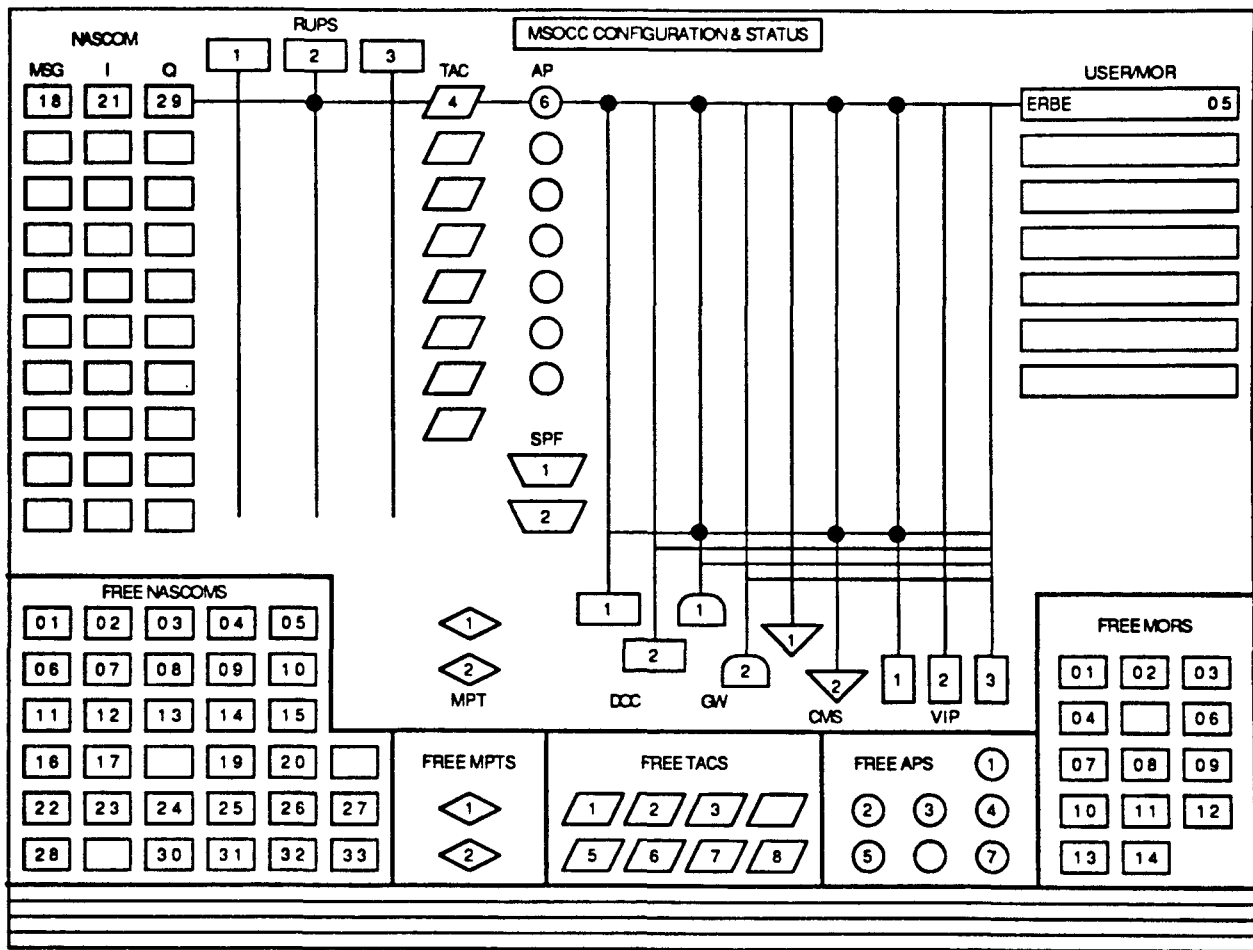 MSOCC CONFIGURATION & STATUS
NASCOM
RUPS
1 2 3
MSG I Q
TAC
AP
USER/MOR
18 21 29
4
6
ERBE 05
SPF
1
2
1
2
MPT
1
2
DCC
1
2
GW
1
2
CMS
1 2 3
VIP
FREE NASCOMS
01 02 03 04 05
06 07 08 09 10
11 12 13 14 15
16 17 19 20
22 23 24 25 26 27
28 30 31 32 33
FREE MPTS
1
2
FREE TACS
1 2 3
5 6 7 8
FREE APS
1
2 3 4
5 7
FREE MORS
01 02 03
04 06
07 08 09
10 11 12
13 14